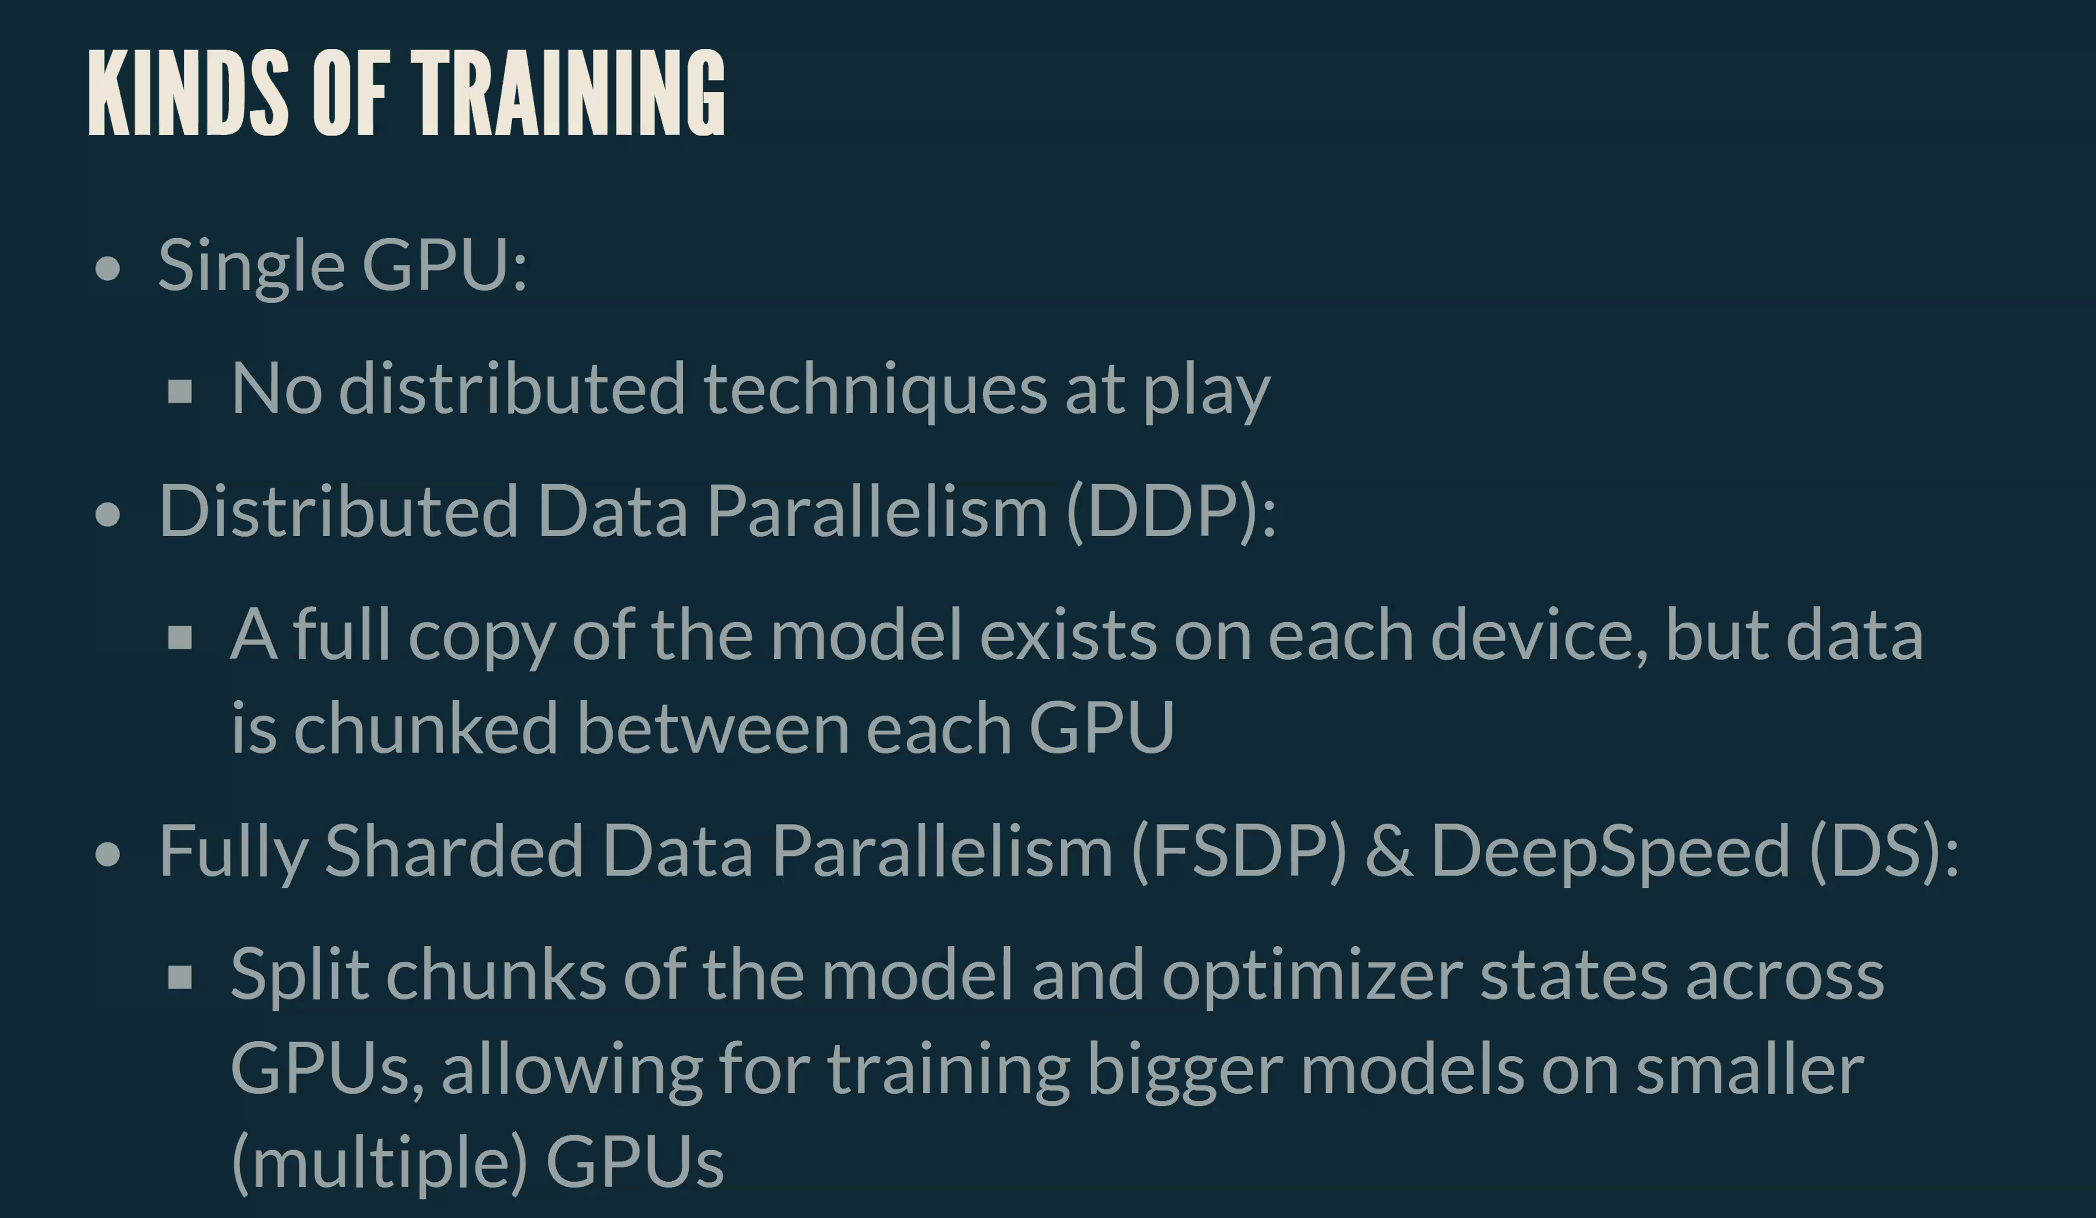 KINDS OF TRAINING
• Single GPU:
▪ No distributed techniques at play
• Distributed Data Parallelism (DDP):
▪ A full copy of the model exists on each device, but data
is chunked between each GPU
• Fully Sharded Data Parallelism (FSDP) & DeepSpeed (DS):
▪ Split chunks of the model and optimizer states across
GPUs, allowing for training bigger models on smaller
(multiple) GPUs